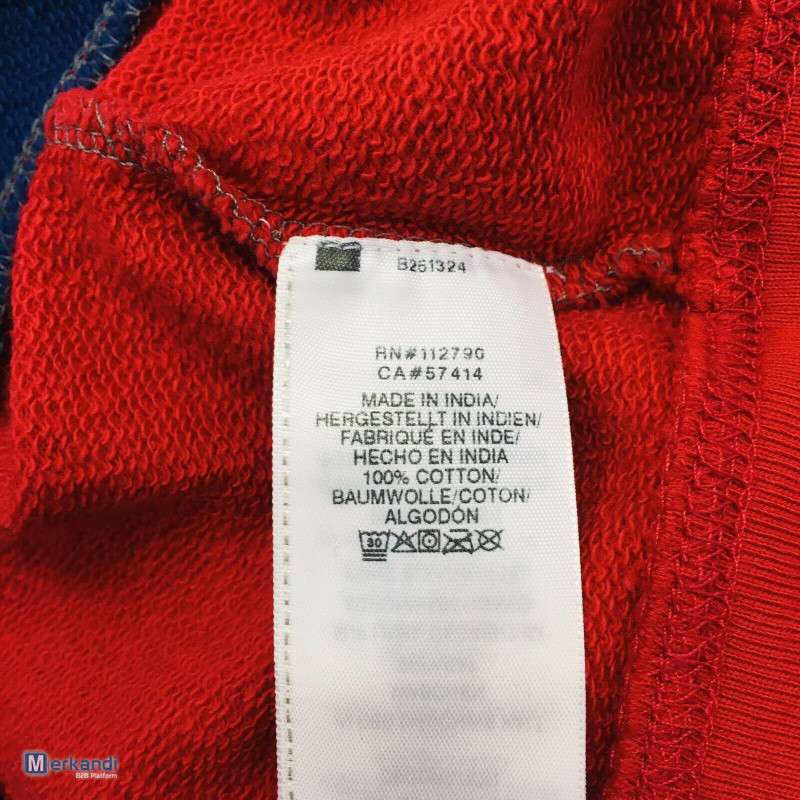 B251324
RN#112790
CA#57414
MADE IN INDIA/
HERGESTELLT IN INDIEN/
FABRIQUÉ EN INDE/
HECHO EN INDIA
100% COTTON/
BAUMWOLLE/COTON/
ALGODÓN
30
Merkandi
B2B Platform